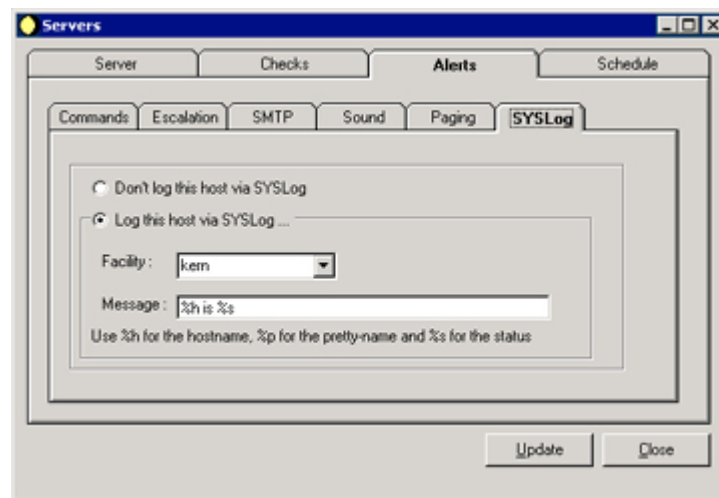 Servers
Server Checks Alerts Schedule
Commands Escalation SMTP Sound Paging SYSLog
Don't log this host via SYSLog
Log this host via SYSLog ...
Facility : kern
Message : %h is %s
Use %h for the hostname, %p for the pretty-name and %s for the status
Update Close